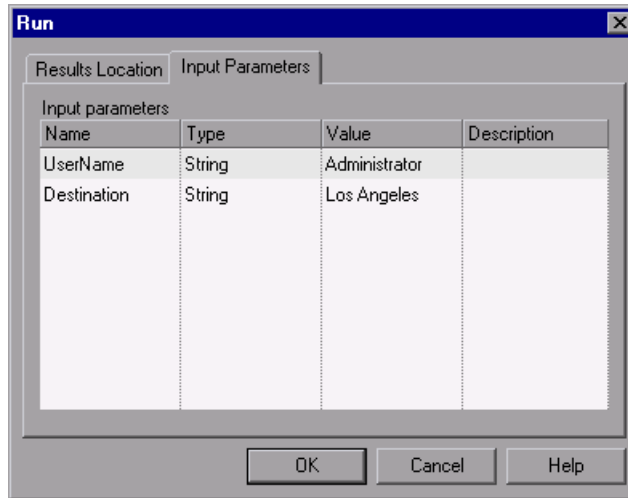 Run
Results Location Input Parameters
Input parameters
Name Type Value Description
UserName String Administrator
Destination String Los Angeles
OK Cancel Help